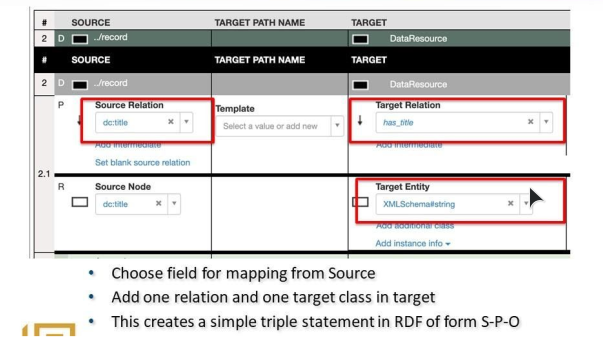 # SOURCE TARGET PATH NAME TARGET
2 D ../record DataResource
# SOURCE TARGET PATH NAME TARGET
2 D ../record DataResource
P Source Relation Template Target Relation
dc:title × Select a value or add new has_title ×
Add intermediate Add intermediate
Set blank source relation
2.1
R Source Node Target Entity
dc:title × XMLSchema#string ×
Add additional class
Add instance info
• Choose field for mapping from Source
• Add one relation and one target class in target
• This creates a simple triple statement in RDF of form S-P-O